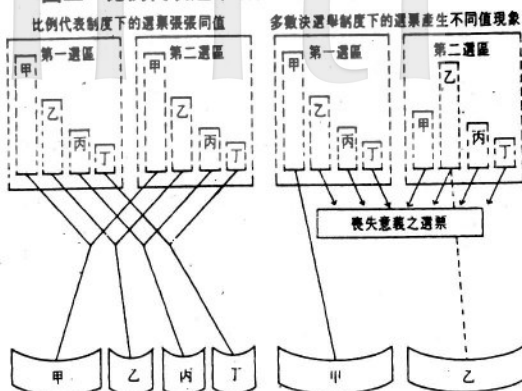 比例代表制度下的選票張張同值
多數決選舉制度下的選票產生不同值現象
第一選區
甲
乙
丙
丁
第二選區
甲
乙
丙
丁
第一選區
甲
乙
丙
丁
第二選區
甲
乙
丙
丁
喪失意義之選票
甲
乙
丙
丁
甲
乙